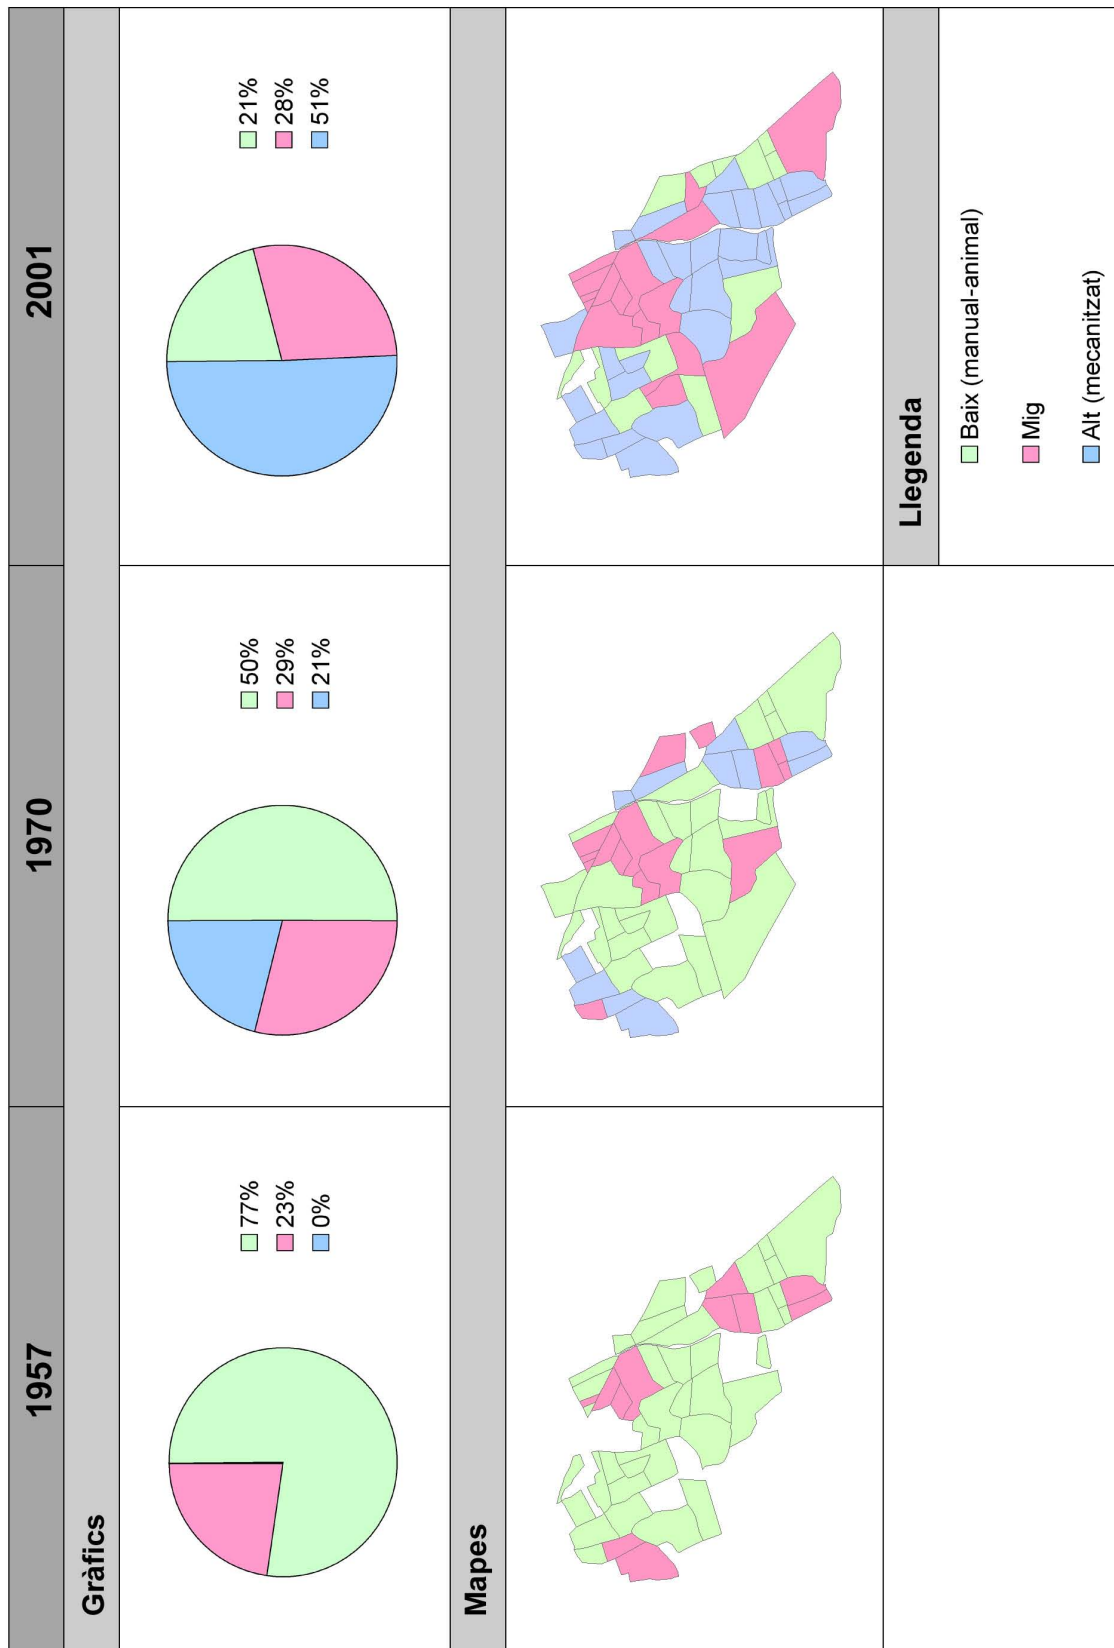 1957
1970
2001
Gràfics
77%
23%
0%
50%
29%
21%
21%
28%
51%
Mapes
Llegenda
Baix (manual-animal)
Mig
Alt (mecanitzat)